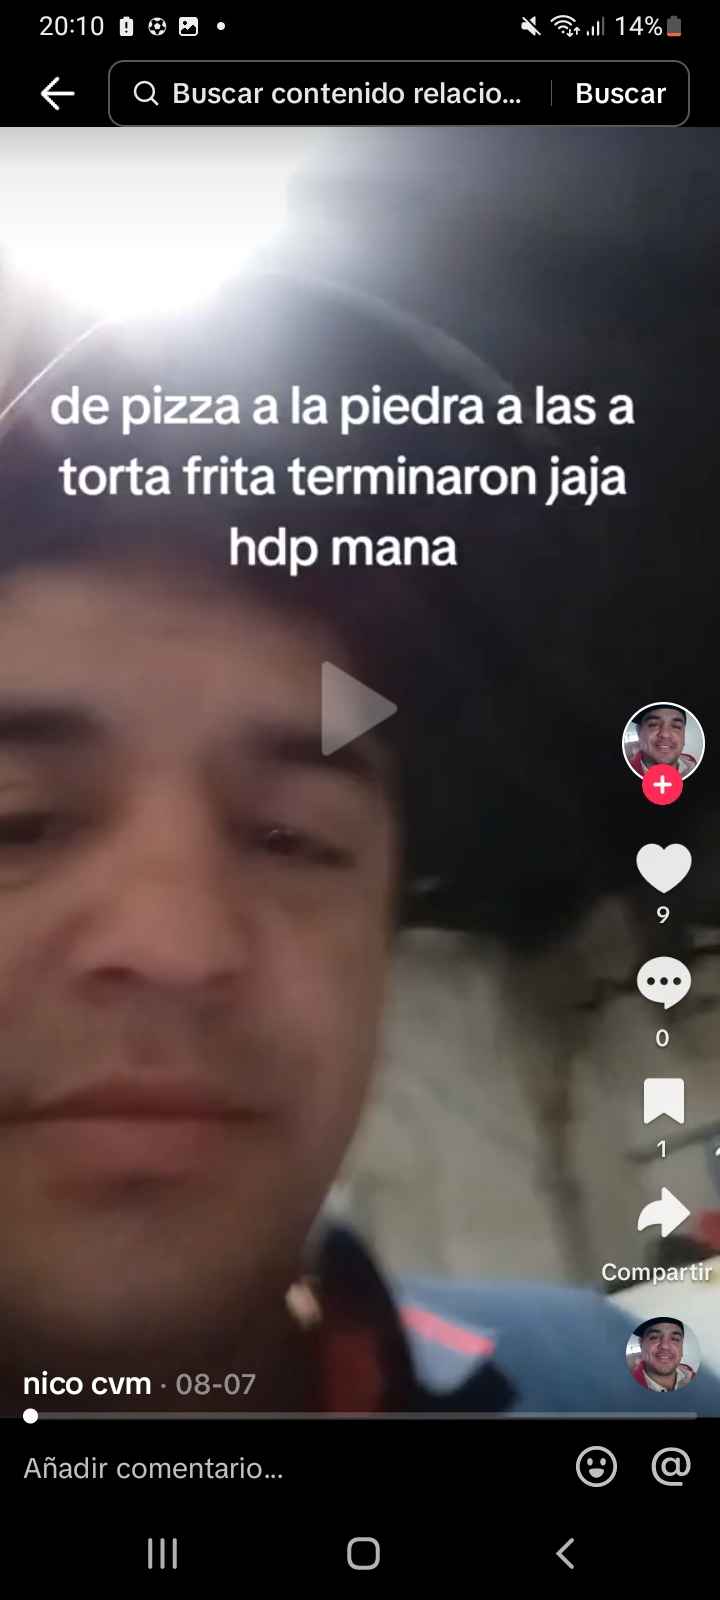 20:10
14%
Buscar contenido relacio...
Buscar
de pizza a la piedra a las a
torta frita terminaron jaja
hdp mana
9
0
1
Compartir
nico cvm · 08-07
Añadir comentario...